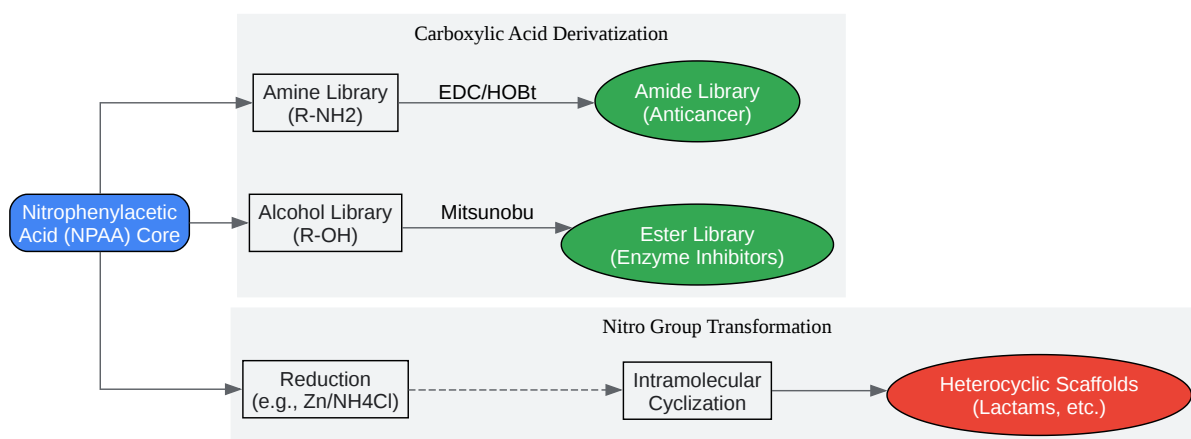 Carboxylic Acid Derivatization
Amine Library
(R-NH2)
EDC/HOBt
Amide Library
(Anticancer)
Nitrophenylacetic
Acid (NPAA) Core
Alcohol Library
(R-OH)
Mitsunobu
Ester Library
(Enzyme Inhibitors)
Nitro Group Transformation
Reduction
(e.g., Zn/NH4Cl)
Intramolecular
Cyclization
Heterocyclic Scaffolds
(Lactams, etc.)